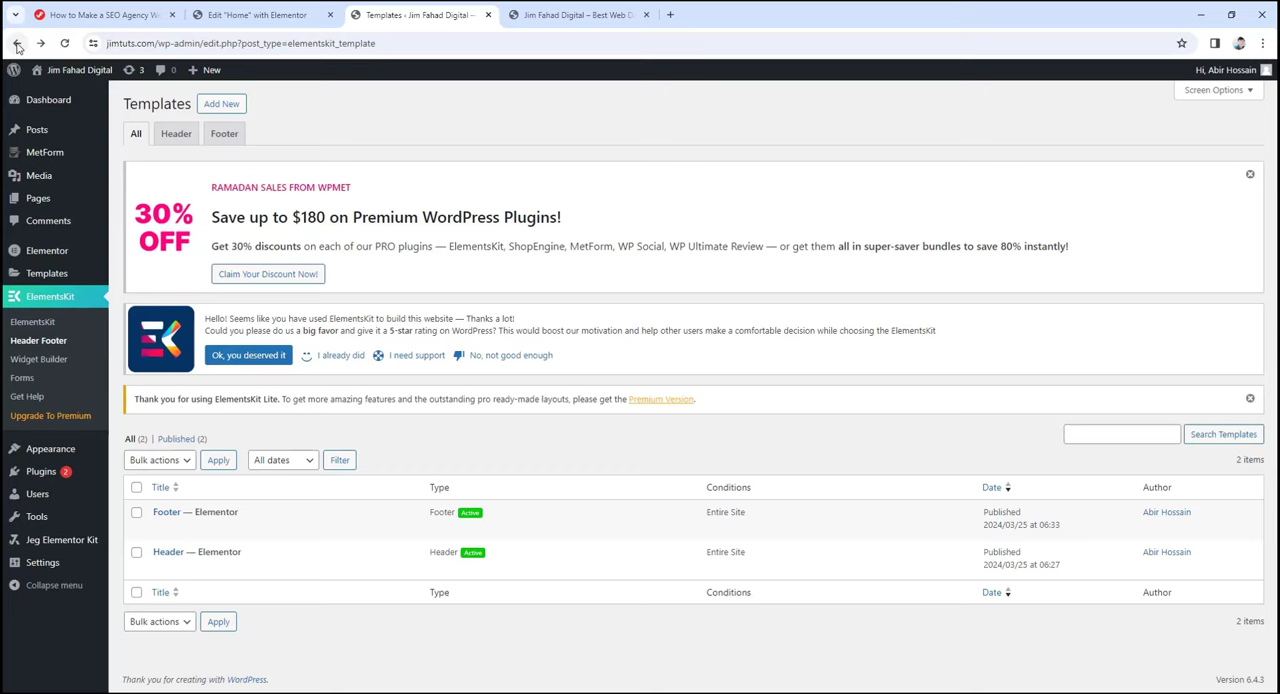 How to Make a SEO Agency We
Edit "Home" with Elementor
Templates ‹ Jim Fahad Digital —
Jim Fahad Digital – Best Web D
jimtuts.com/wp-admin/edit.php?post_type=elementskit_template
Jim Fahad Digital 3 0 New Hi, Abir Hossain
Screen Options
Dashboard
Posts
MetForm
Media
Pages
Comments
Elementor
Templates
ElementsKit
ElementsKit
Header Footer
Widget Builder
Forms
Get Help
Upgrade To Premium
Appearance
Plugins 2
Users
Tools
Jeg Elementor Kit
Settings
Collapse menu
Templates Add New
All Header Footer
RAMADAN SALES FROM WPMET
30% OFF
Save up to $180 on Premium WordPress Plugins!
Get 30% discounts on each of our PRO plugins — ElementsKit, ShopEngine, MetForm, WP Social, WP Ultimate Review — or get them all in super-saver bundles to save 80% instantly!
Claim Your Discount Now!
Hello! Seems like you have used ElementsKit to build this website — Thanks a lot!
Could you please do us a big favor and give it a 5-star rating on WordPress? This would boost our motivation and help other users make a comfortable decision while choosing the ElementsKit
Ok, you deserved it I already did I need support No, not good enough
Thank you for using ElementsKit Lite. To get more amazing features and the outstanding pro ready-made layouts, please get the Premium Version.
All (2) | Published (2)
Search Templates
Bulk actions Apply All dates Filter 2 items
Title Type Conditions Date Author
Footer — Elementor Footer Active Entire Site Published Abir Hossain
2024/03/25 at 06:33
Header — Elementor Header Active Entire Site Published Abir Hossain
2024/03/25 at 06:27
Title Type Conditions Date Author
Bulk actions Apply 2 items
Thank you for creating with WordPress. Version 6.4.3